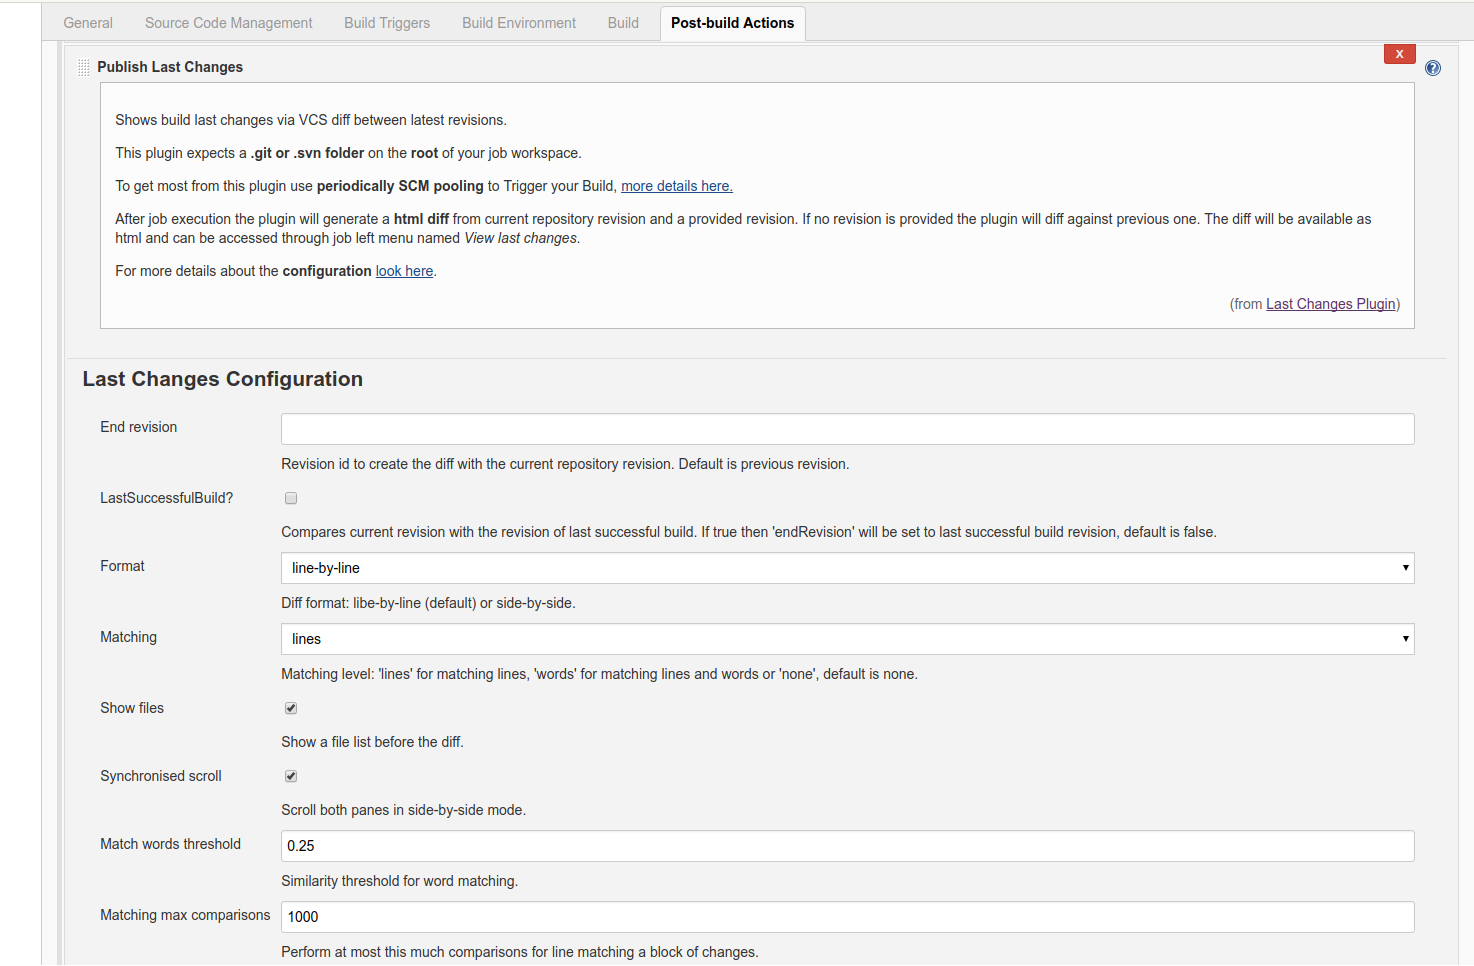 General Source Code Management Build Triggers Build Environment Build Post-build Actions
X
Publish Last Changes
?
Shows build last changes via VCS diff between latest revisions.
This plugin expects a .git or .svn folder on the root of your job workspace.
To get most from this plugin use periodically SCM pooling to Trigger your Build, more details here.
After job execution the plugin will generate a html diff from current repository revision and a provided revision. If no revision is provided the plugin will diff against previous one. The diff will be available as
html and can be accessed through job left menu named View last changes.
For more details about the configuration look here.
(from Last Changes Plugin)
Last Changes Configuration
End revision
Revision id to create the diff with the current repository revision. Default is previous revision.
LastSuccessfulBuild?
Compares current revision with the revision of last successful build. If true then 'endRevision' will be set to last successful build revision, default is false.
Format line-by-line
Diff format: libe-by-line (default) or side-by-side.
Matching lines
Matching level: 'lines' for matching lines, 'words' for matching lines and words or 'none', default is none.
Show files
Show a file list before the diff.
Synchronised scroll
Scroll both panes in side-by-side mode.
Match words threshold 0.25
Similarity threshold for word matching.
Matching max comparisons 1000
Perform at most this much comparisons for line matching a block of changes.